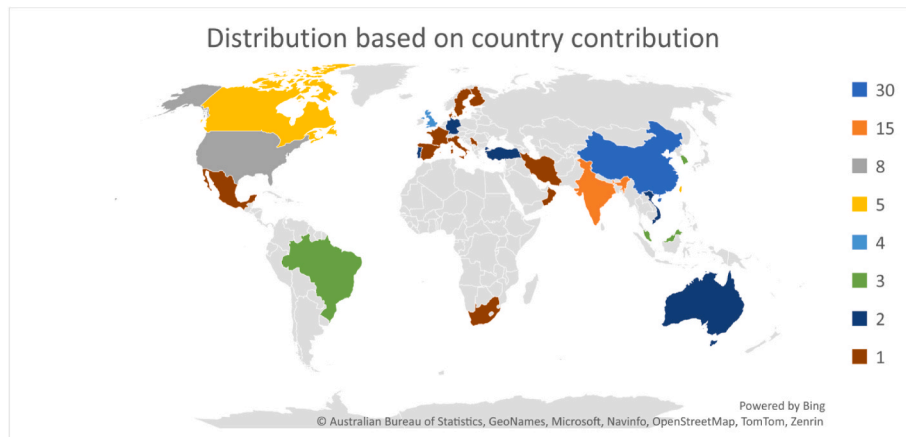 Distribution based on country contribution
30
15
8
5
4
3
2
1
Powered by Bing
© Australian Bureau of Statistics, GeoNames, Microsoft, Navinfo, OpenStreetMap, TomTom, Zenrin